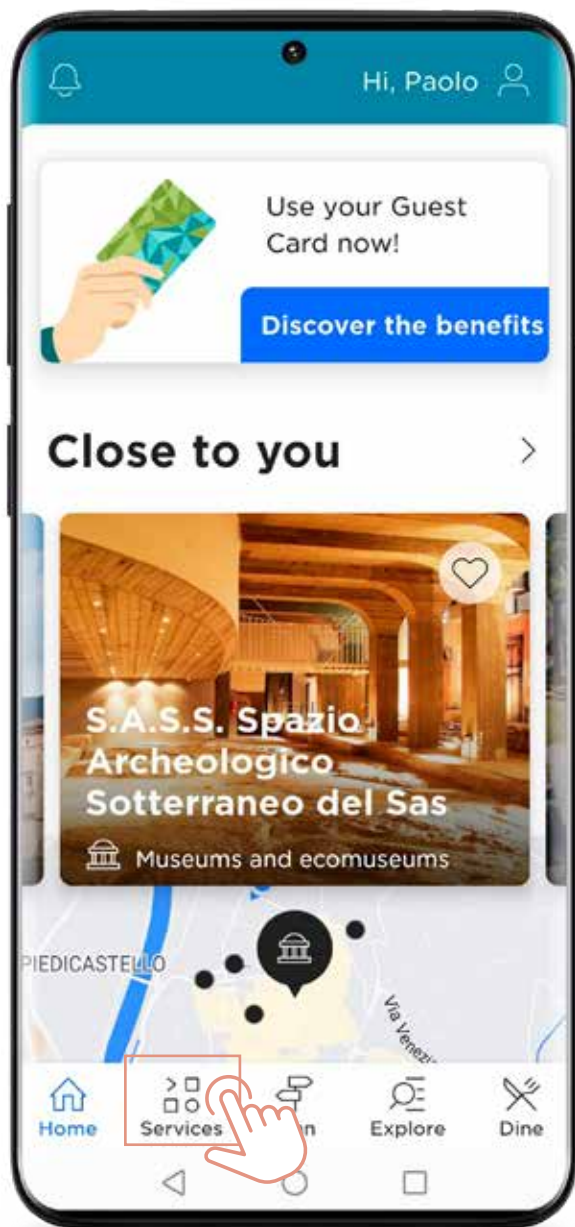 Hi, Paolo
Use your Guest
Card now!
Discover the benefits
Close to you
S.A.S.S. Spazio
Archeologico
Sotterraneo del Sas
Museums and ecomuseums
PIEDICASTELLO
Via Venezi
Home
Services
Explore
Dine